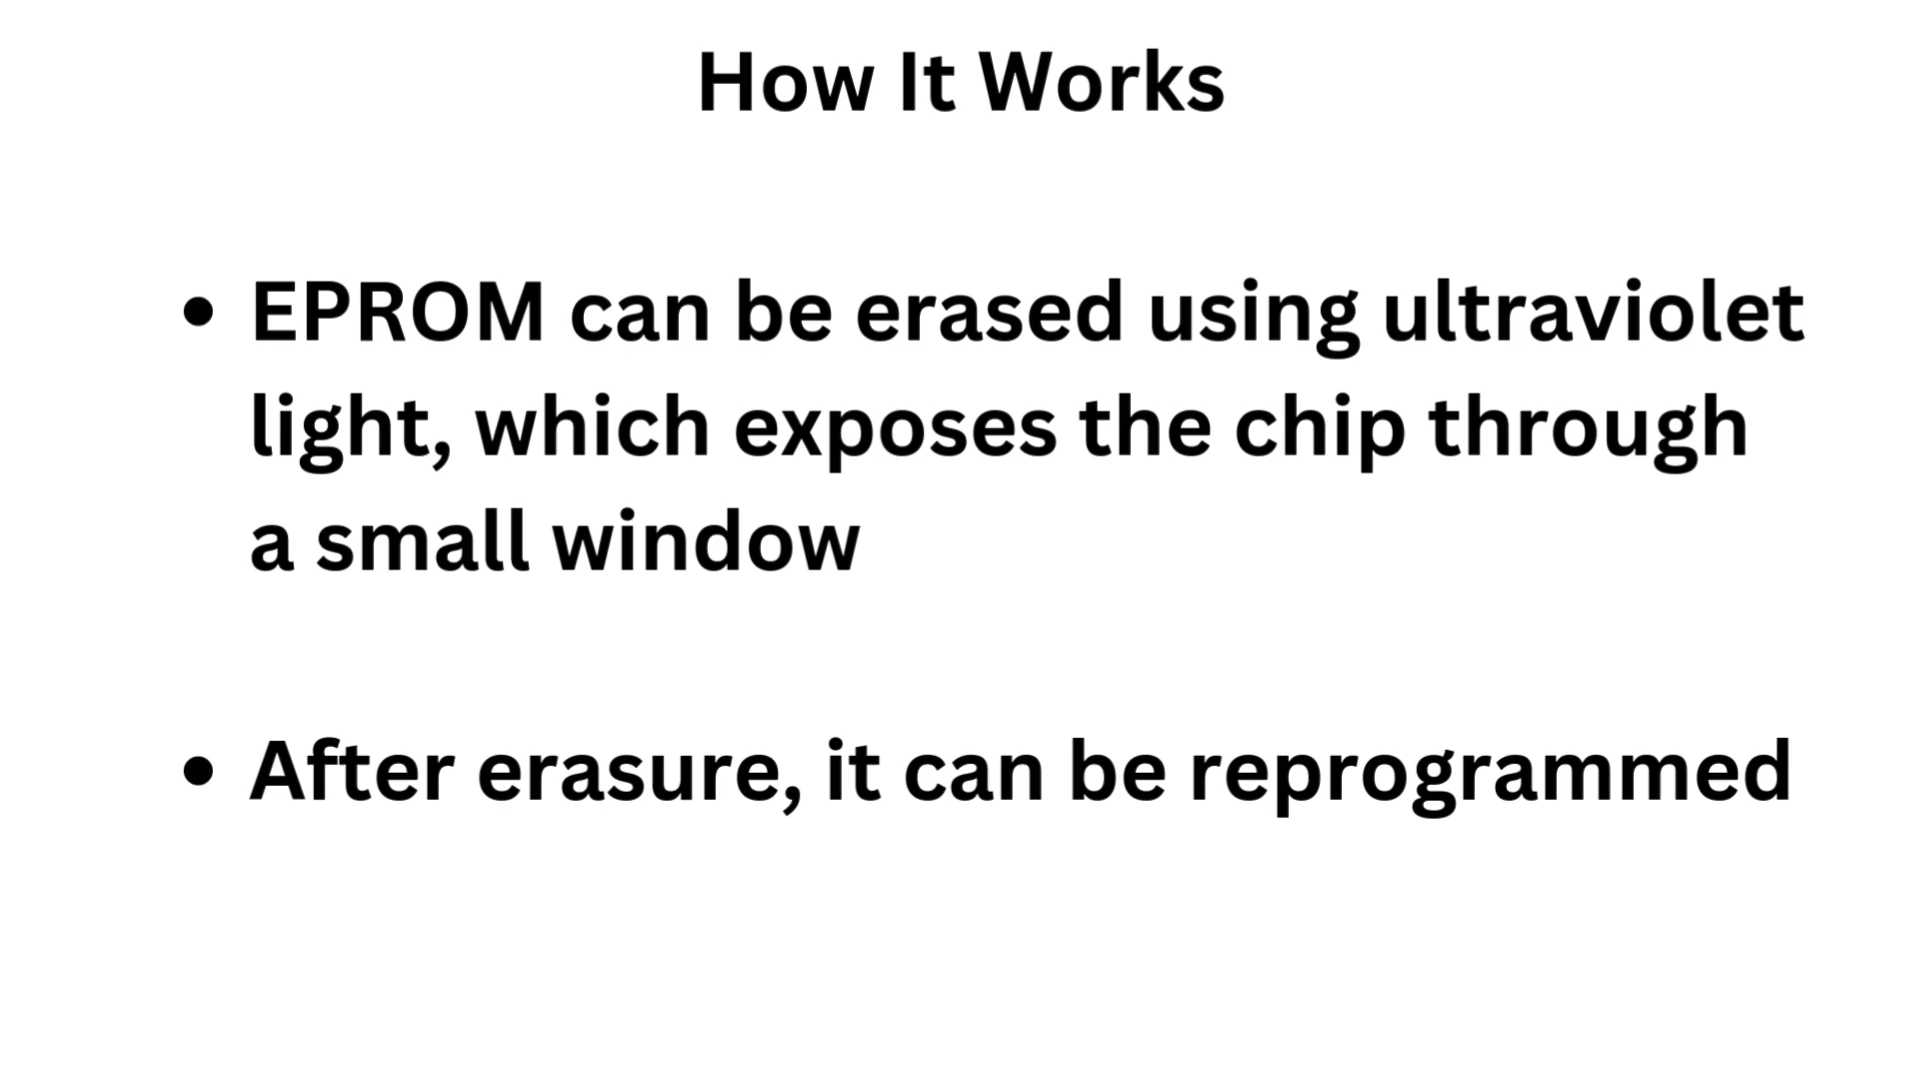 How It Works
• EPROM can be erased using ultraviolet
light, which exposes the chip through
a small window
• After erasure, it can be reprogrammed